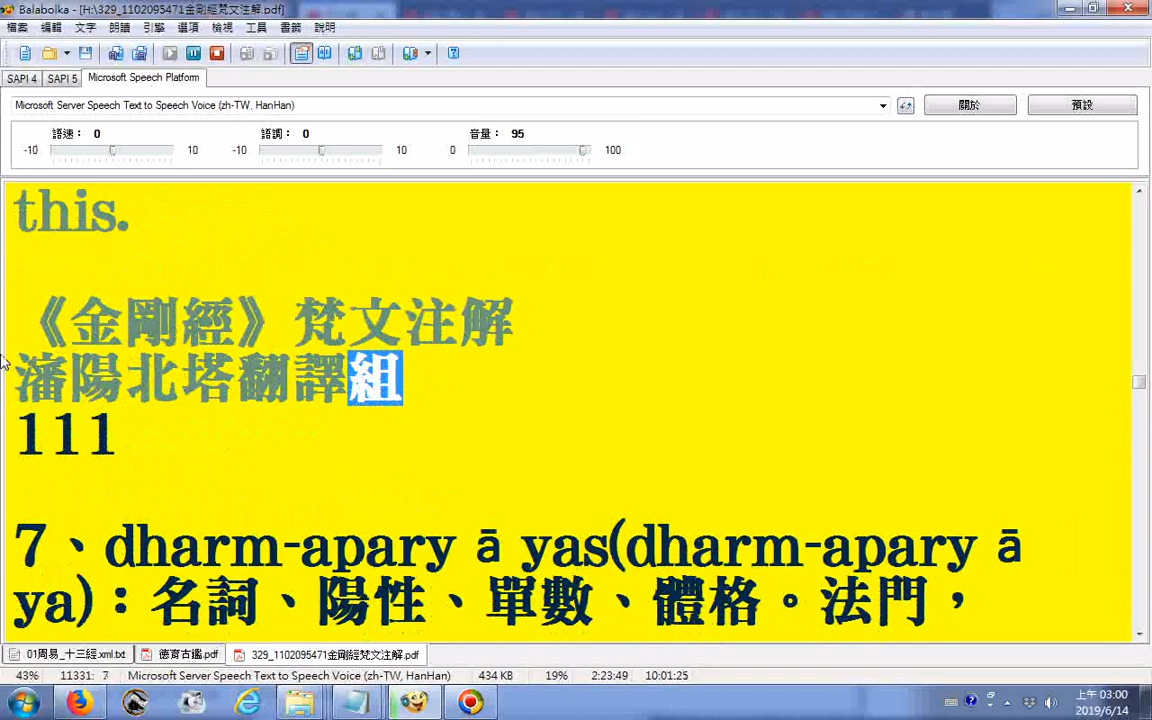 Balabolka - [H:\329_1102095471金剛經梵文注解.pdf]
檔案 編輯 文字 朗讀 引擎 選項 檢視 工具 書籤 說明
SAPI 4 SAPI 5 Microsoft Speech Platform
Microsoft Server Speech Text to Speech Voice (zh-TW, HanHan) 關於 預設
語速： 0 語調： 0 音量： 95
-10 10 -10 10 0 100
this.
《金剛經》梵文注解
瀋陽北塔翻譯組
111
7、dharm-apary ā yas(dharm-apary ā
ya)：名詞、陽性、單數、體格。法門，
01周易_十三經.xml.txt 德育古鑑.pdf 329_1102095471金剛經梵文注解.pdf
43% 11331: 7 Microsoft Server Speech Text to Speech Voice (zh-TW, HanHan) 434 KB 19% 2:23:49 10:01:25
上午 03:00
2019/6/14